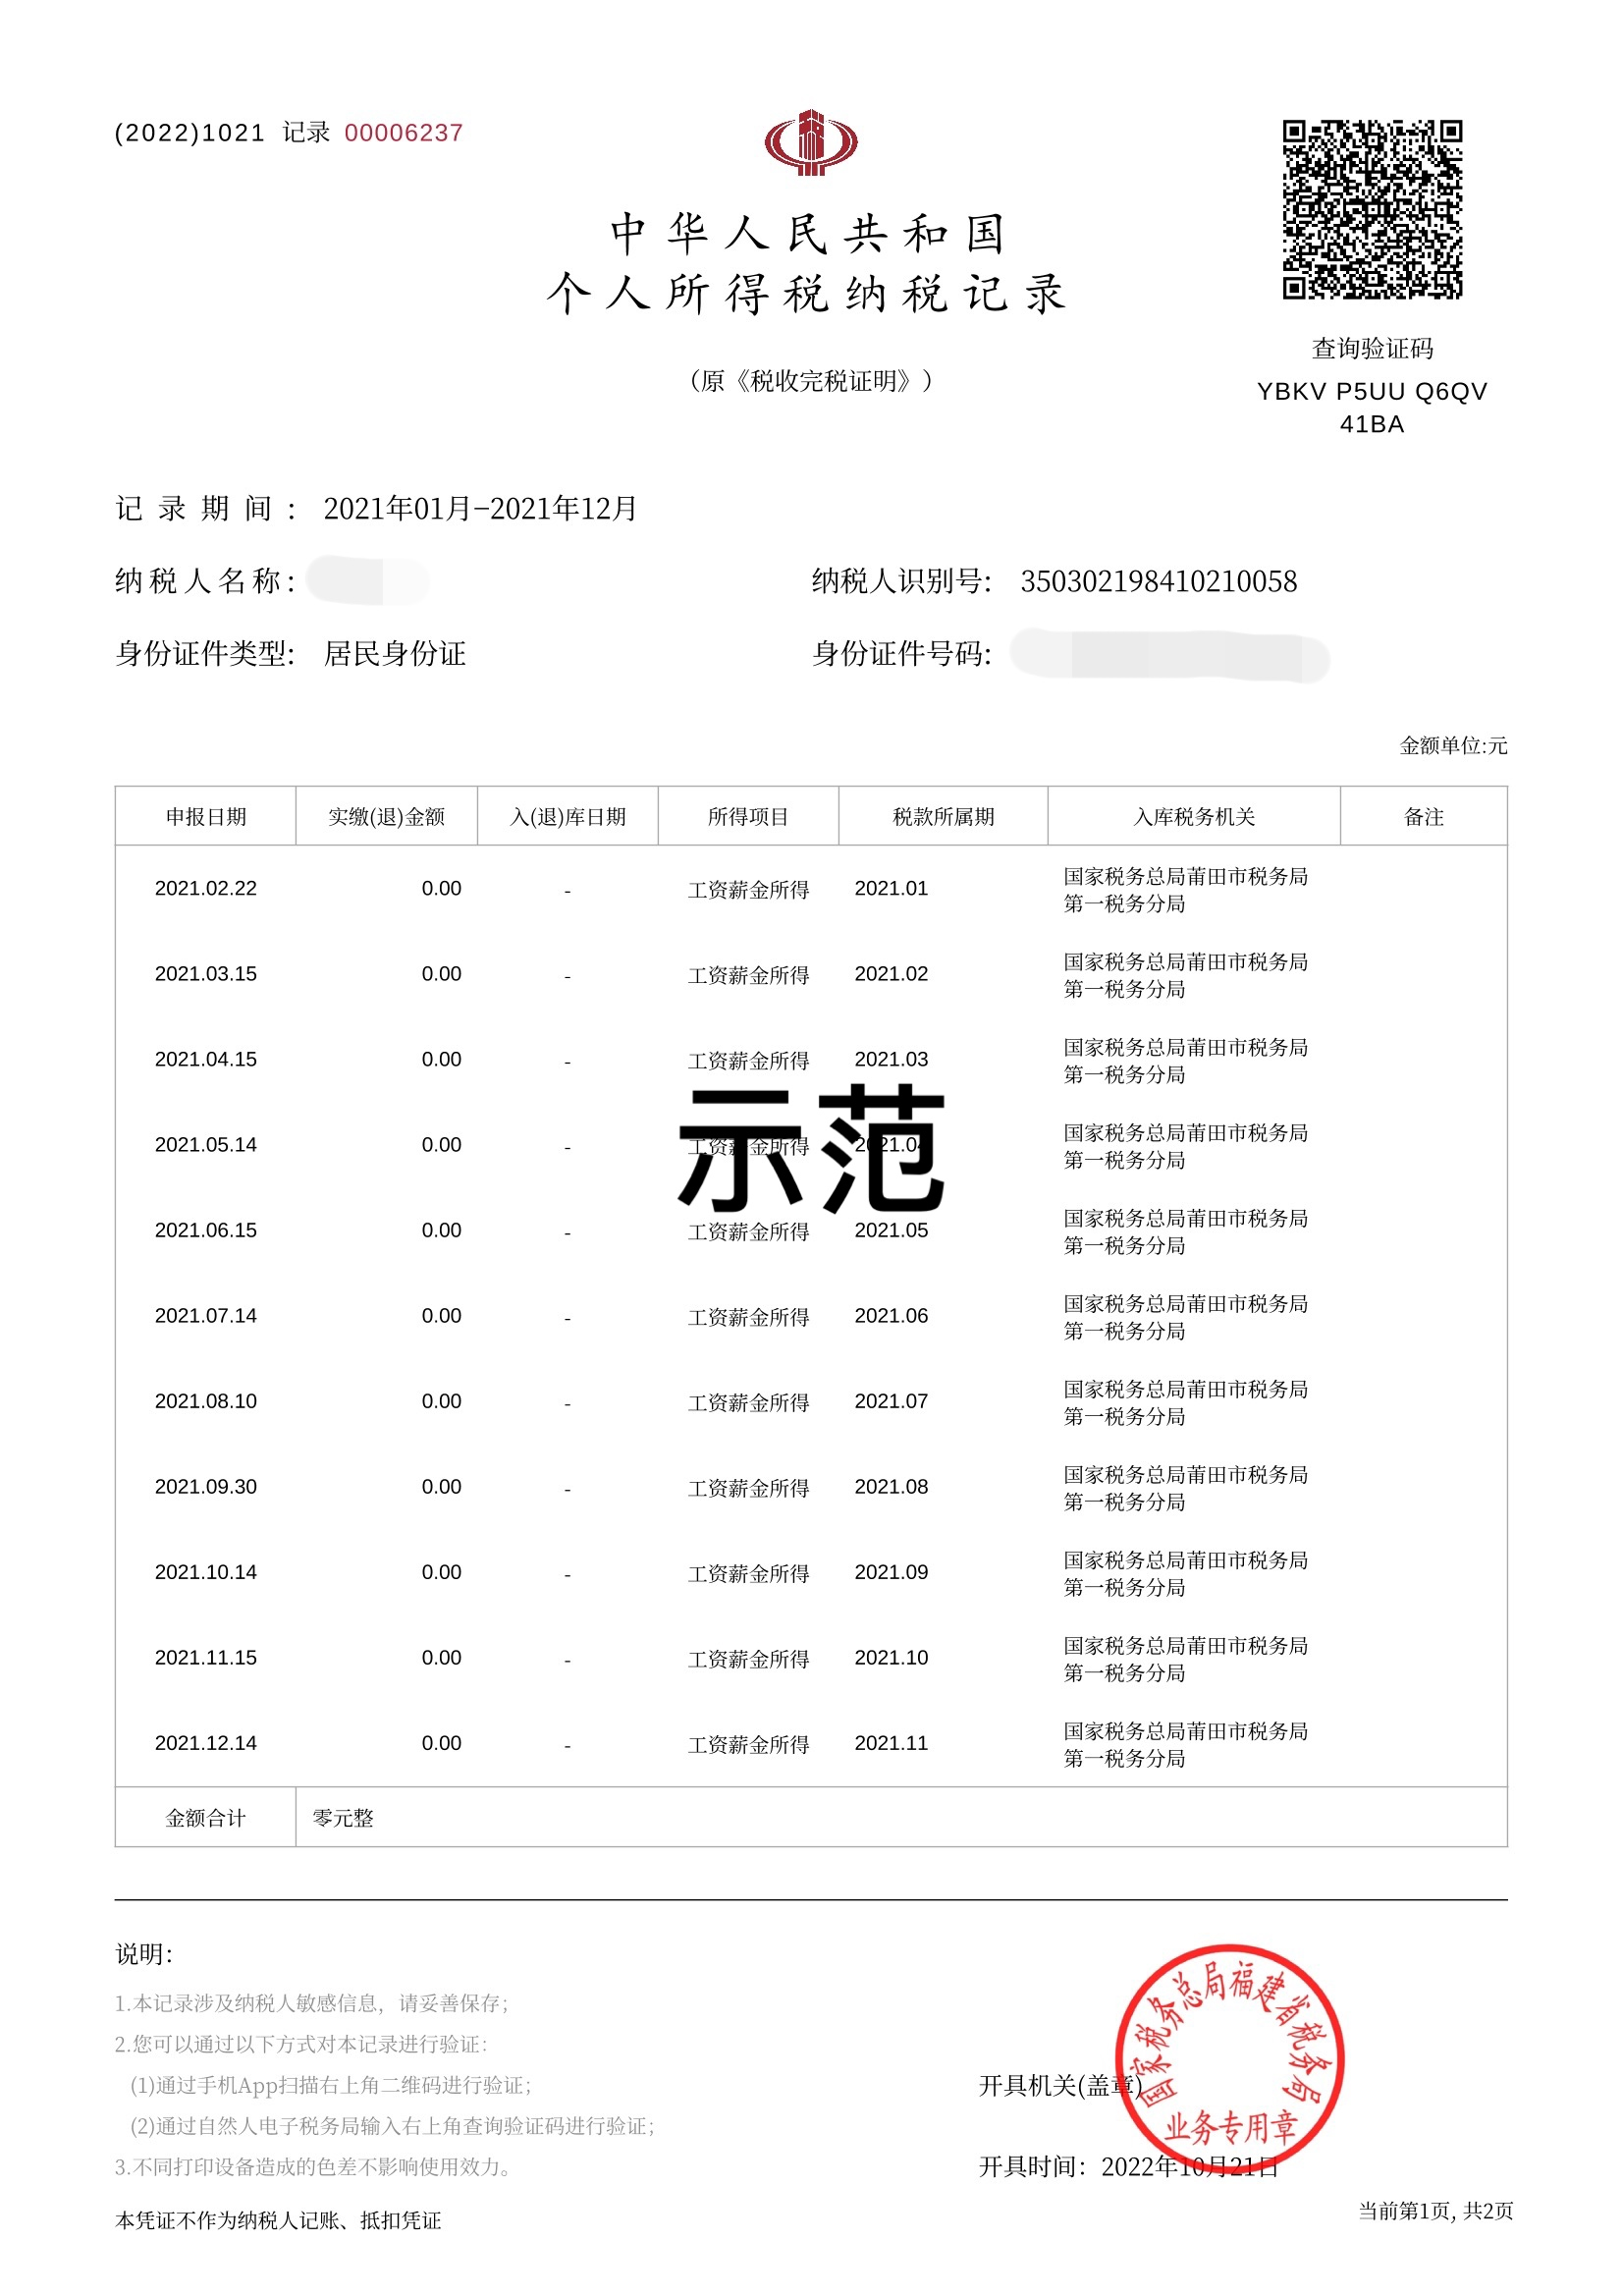 (2022)1021 记录 00006237
中华人民共和国
个人所得税纳税记录
（原《税收完税证明》）
查询验证码
YBKV P5UU Q6QV
41BA
记录期间： 2021年01月-2021年12月
纳税人名称：
纳税人识别号： 350302198410210058
身份证件类型： 居民身份证
身份证件号码：
金额单位:元
申报日期 实缴(退)金额 入(退)库日期 所得项目 税款所属期 入库税务机关 备注
2021.02.22 0.00 - 工资薪金所得 2021.01 国家税务总局莆田市税务局
第一税务分局
2021.03.15 0.00 - 工资薪金所得 2021.02 国家税务总局莆田市税务局
第一税务分局
2021.04.15 0.00 - 工资薪金所得 2021.03 国家税务总局莆田市税务局
第一税务分局
示范
2021.05.14 0.00 - 工资薪金所得 2021.04 国家税务总局莆田市税务局
第一税务分局
2021.06.15 0.00 - 工资薪金所得 2021.05 国家税务总局莆田市税务局
第一税务分局
2021.07.14 0.00 - 工资薪金所得 2021.06 国家税务总局莆田市税务局
第一税务分局
2021.08.10 0.00 - 工资薪金所得 2021.07 国家税务总局莆田市税务局
第一税务分局
2021.09.30 0.00 - 工资薪金所得 2021.08 国家税务总局莆田市税务局
第一税务分局
2021.10.14 0.00 - 工资薪金所得 2021.09 国家税务总局莆田市税务局
第一税务分局
2021.11.15 0.00 - 工资薪金所得 2021.10 国家税务总局莆田市税务局
第一税务分局
2021.12.14 0.00 - 工资薪金所得 2021.11 国家税务总局莆田市税务局
第一税务分局
金额合计 零元整
说明：
1.本记录涉及纳税人敏感信息，请妥善保存；
2.您可以通过以下方式对本记录进行验证：
(1)通过手机App扫描右上角二维码进行验证；
(2)通过自然人电子税务局输入右上角查询验证码进行验证；
3.不同打印设备造成的色差不影响使用效力。
本凭证不作为纳税人记账、抵扣凭证
国家税务总局福建省税务局
业务专用章
开具机关(盖章)
开具时间：2022年10月21日
当前第1页, 共2页